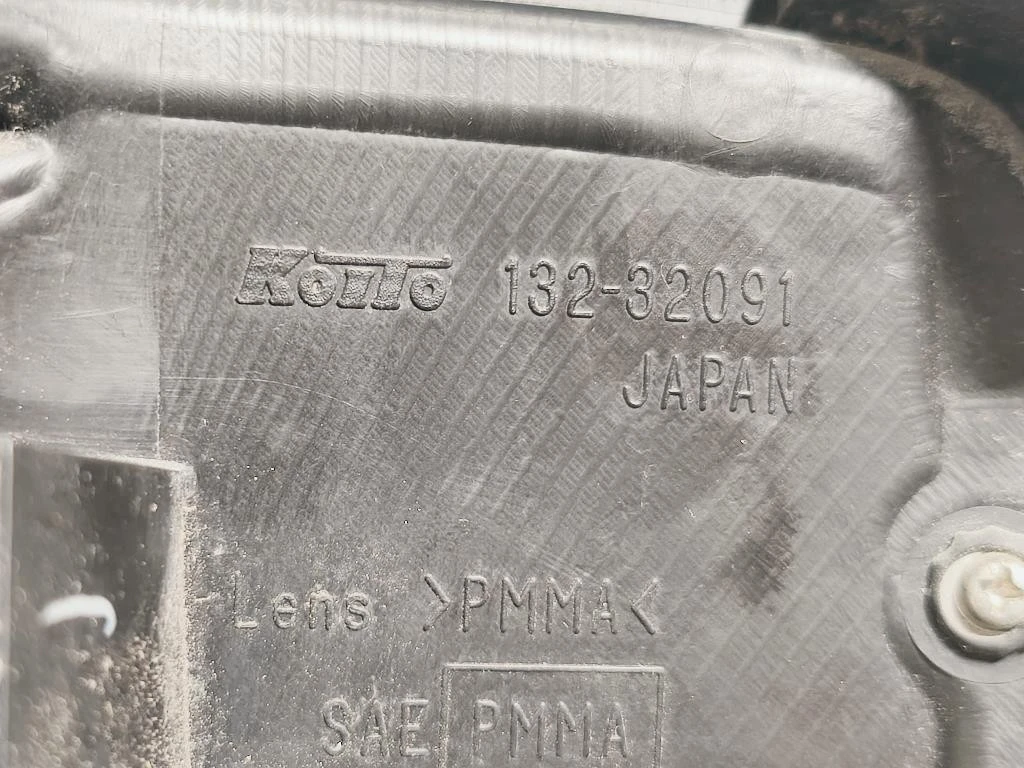 KOITO 132-32091
JAPAN
Lens >PMMA<
SAE PMMA